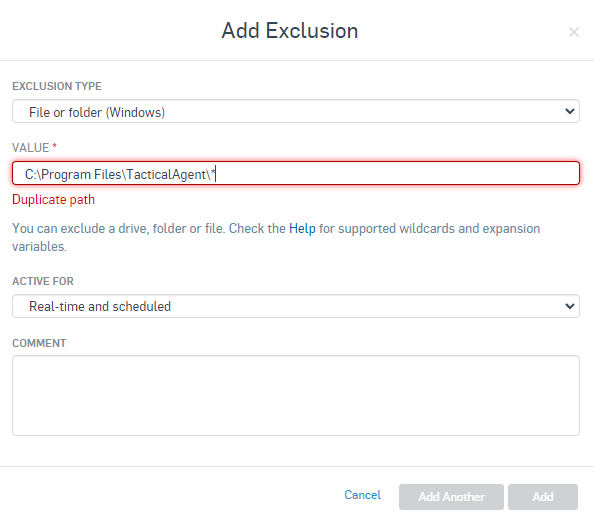 Add Exclusion
×
EXCLUSION TYPE
File or folder (Windows)
VALUE *
C:\Program Files\TacticalAgent\*
Duplicate path
You can exclude a drive, folder or file. Check the Help for supported wildcards and expansion
variables.
ACTIVE FOR
Real-time and scheduled
COMMENT
Cancel Add Another Add